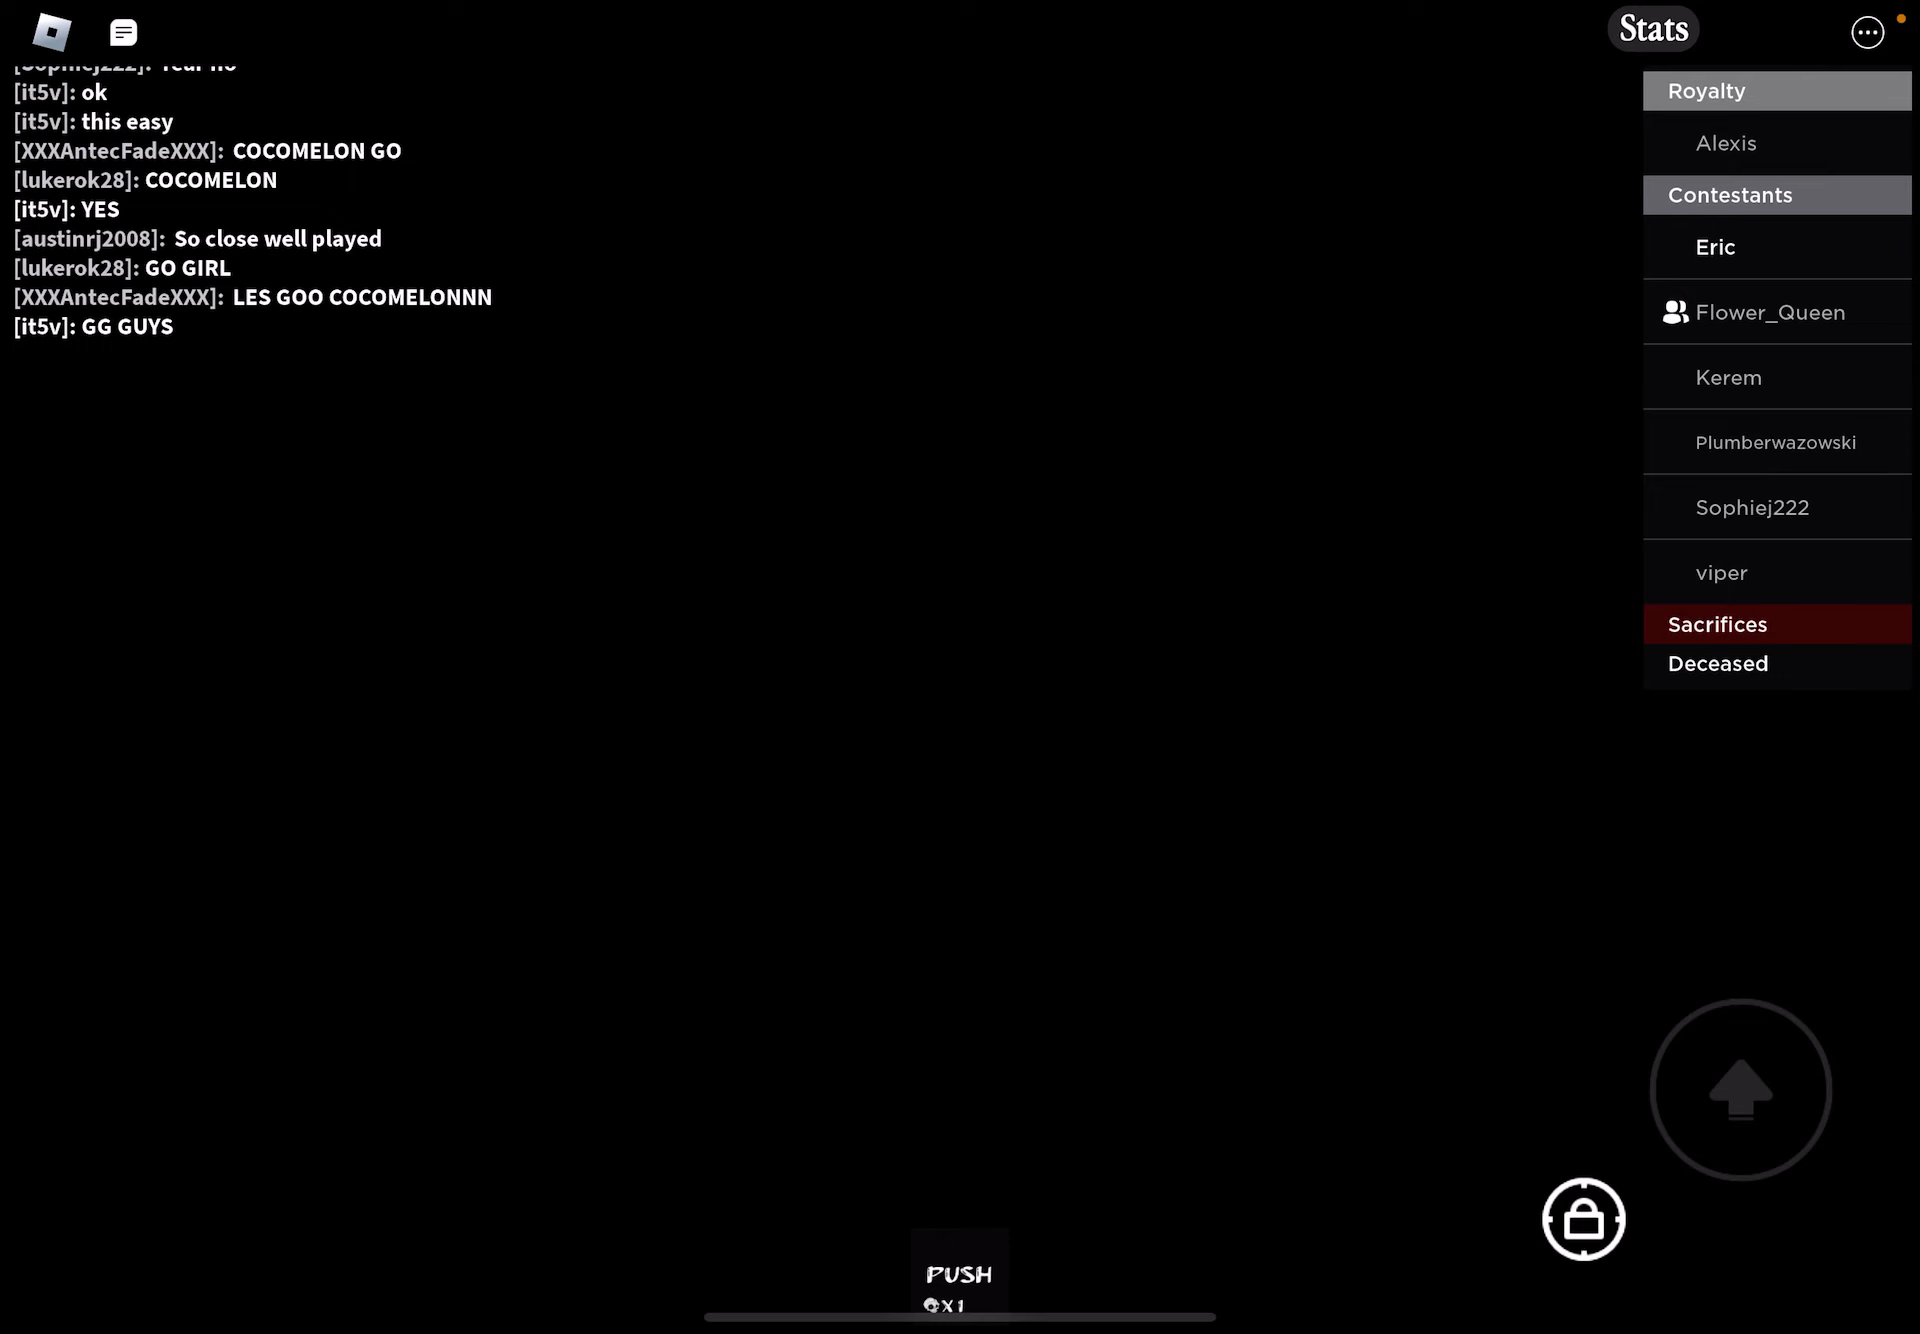 Stats
[it5v]: ok
[it5v]: this easy
[XXXAntecFadeXXX]: COCOMELON GO
[lukerok28]: COCOMELON
[it5v]: YES
[austinrj2008]: So close well played
[lukerok28]: GO GIRL
[XXXAntecFadeXXX]: LES GOO COCOMELONNN
[it5v]: GG GUYS
Royalty
Alexis
Contestants
Eric
Flower_Queen
Kerem
Plumberwazowski
Sophiej222
viper
Sacrifices
Deceased
PUSH
X1